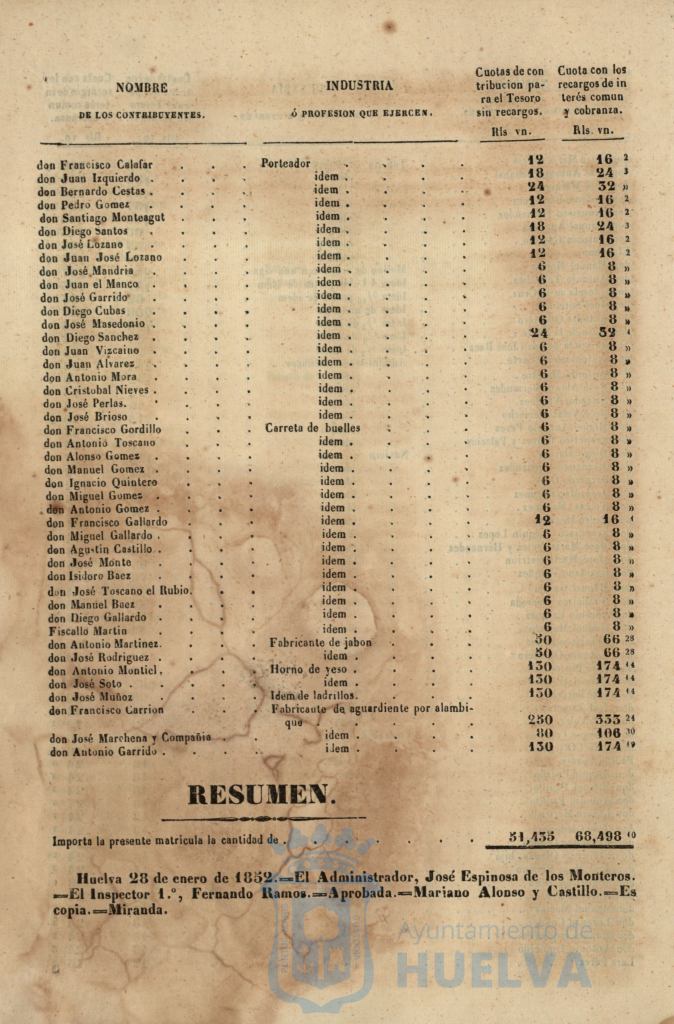 NOMBRE
DE LOS CONTRIBUYENTES.
INDUSTRIA
Ó PROFESION QUE EJERCEN.
Cuotas de con
tribucion pa-
ra el Tesoro
sin recargos.
Rls vn.
Cuota con los
recargos de in
terés comun
y cobranza.
Rls. vn.
don Francisco Calafar . . . Porteador . . . . 12 16 2
don Juan Izquierdo . . . . idem . . . . 18 24 3
don Bernardo Cestas . . . . idem . . . . 24 32 »
don Pedro Gomez . . . . idem . . . . 12 16 2
don Santiago Monteagut . . . idem . . . . 12 16 2
don Diego Santos . . . . idem . . . . 18 24 3
don José Lozano . . . . idem . . . . 12 16 2
don Juan José Lozano . . . idem . . . . 12 16 2
don José Mandria . . . . idem . . . . 6 8 »
don Juan el Manco . . . . idem . . . . 6 8 »
don José Garrido . . . . idem . . . . 6 8 »
don Diego Cubas . . . . idem . . . . 6 8 »
don José Masedonio . . . . idem . . . . 6 8 »
don Diego Sanchez . . . . idem . . . . 24 32
don Juan Vizcaino . . . . idem . . . . 6 8 »
don Juan Alvarez . . . . idem . . . . 6 8 »
don Antonio Mora . . . . idem . . . . 6 8 »
don Cristobal Nieves . . . . idem . . . . 6 8 »
don José Perlas. . . . . idem . . . . 6 8 »
don José Brioso . . . . idem . . . . 6 8 »
don Francisco Gordillo . . . Carreta de buelles . . . 6 8 »
don Antonio Toscano . . . idem . . . . 6 8 »
don Alonso Gomez . . . . idem . . . . 6 8 »
don Manuel Gomez . . . . idem . . . . 6 8 »
don Ignacio Quintero . . . idem . . . . 6 8 »
don Miguel Gomez . . . . idem . . . . 6 8 »
don Antonio Gomez . . . . idem . . . . 6 8 »
don Francisco Gallardo . . . idem . . . . 12 16
don Miguel Gallardo . . . . idem . . . . 6 8 »
don Agustin Castillo . . . . idem . . . . 6 8 »
don José Monte . . . . idem . . . . 6 8 »
don Isidoro Baez . . . . idem . . . . 6 8 »
don José Toscano el Rubio. . . idem . . . . 6 8 »
don Manuel Baez . . . . idem . . . . 6 8 »
don Diego Gallardo . . . . idem . . . . 6 8 »
Fiscallo Martin . . . . idem . . . . 6 8 »
don Antonio Martinez. . . . Fabricante de jabon . . . 50 66 28
don José Rodriguez . . . . idem . . . . 50 66 28
don Antonio Montiel, . . . Horno de yeso . . . . 130 174 14
don José Soto . . . . idem . . . . 130 174 14
don José Muñoz . . . . Idem de ladrillos. . . . 130 174 14
don Francisco Carrion . . . Fabricante de aguardiente por alambi-
que . . . . 250 333 24
don José Marchena y Compañia . . idem . . . . 80 106 30
don Antonio Garrido . . . . idem . . . . 130 174 19
RESUMEN.
Importa la presente matricula la cantidad de . . . . . . . 51,435 68,498 10
Huelva 28 de enero de 1852.=El Administrador, José Espinosa de los Monteros.
=El Inspector 1.º, Fernando Ramos.=Aprobada.=Mariano Alonso y Castillo.=Es
copia.=Miranda.
Ayuntamiento de
HUELVA